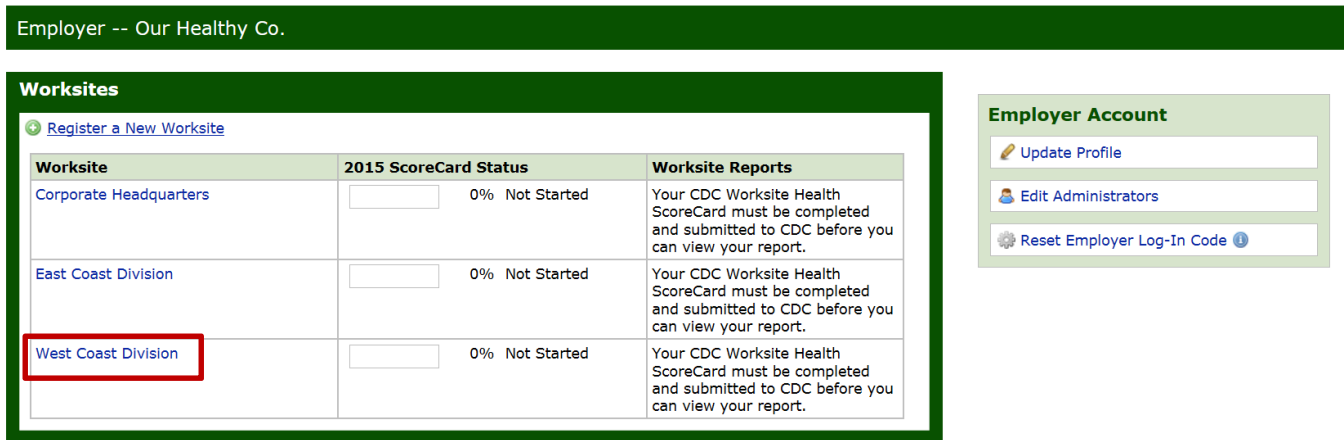 Employer -- Our Healthy Co.
Worksites
Register a New Worksite
Worksite 2015 ScoreCard Status Worksite Reports
Corporate Headquarters 0% Not Started Your CDC Worksite Health
ScoreCard must be completed
and submitted to CDC before you
can view your report.
East Coast Division 0% Not Started Your CDC Worksite Health
ScoreCard must be completed
and submitted to CDC before you
can view your report.
West Coast Division 0% Not Started Your CDC Worksite Health
ScoreCard must be completed
and submitted to CDC before you
can view your report.
Employer Account
Update Profile
Edit Administrators
Reset Employer Log-In Code